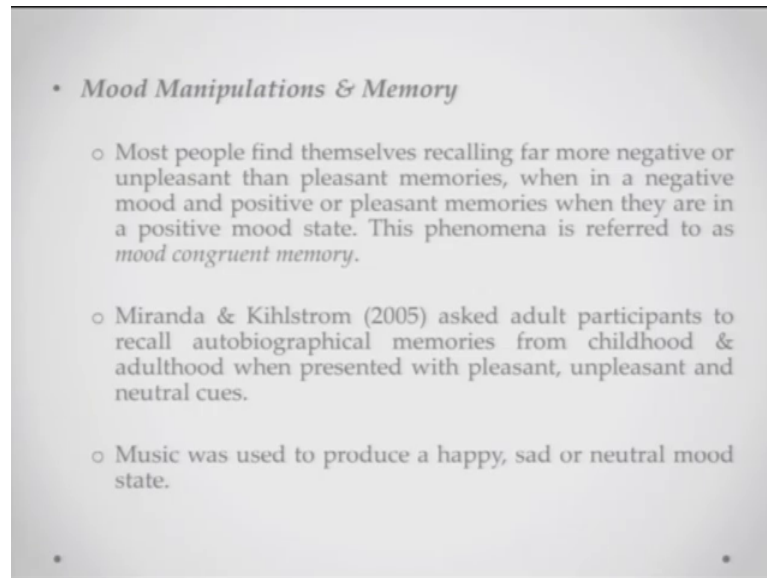 • Mood Manipulations & Memory
o Most people find themselves recalling far more negative or
unpleasant than pleasant memories, when in a negative
mood and positive or pleasant memories when they are in
a positive mood state. This phenomena is referred to as
mood congruent memory.
o Miranda & Kihlstrom (2005) asked adult participants to
recall autobiographical memories from childhood &
adulthood when presented with pleasant, unpleasant and
neutral cues.
o Music was used to produce a happy, sad or neutral mood
state.